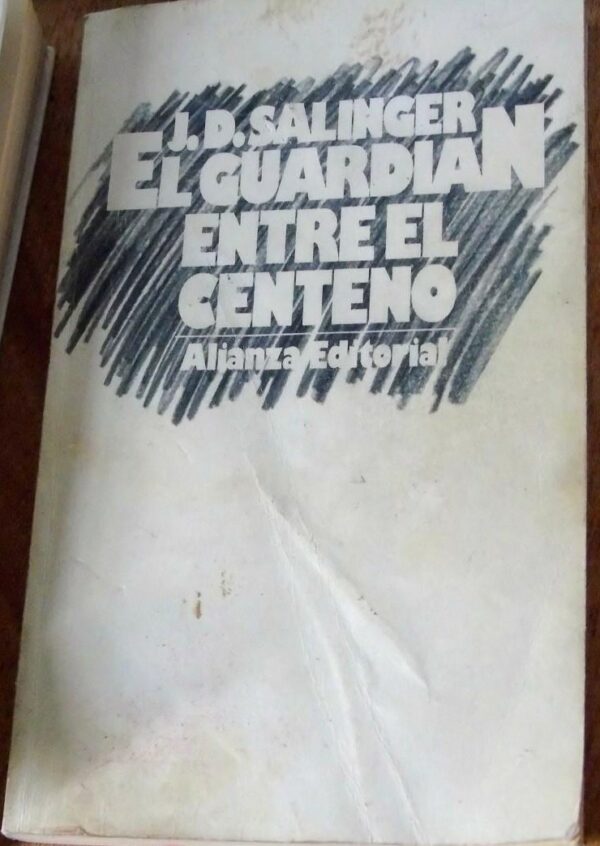 J.D.SALINGER
EL GUARDIAN
ENTRE EL
CENTENO
Alianza Editorial